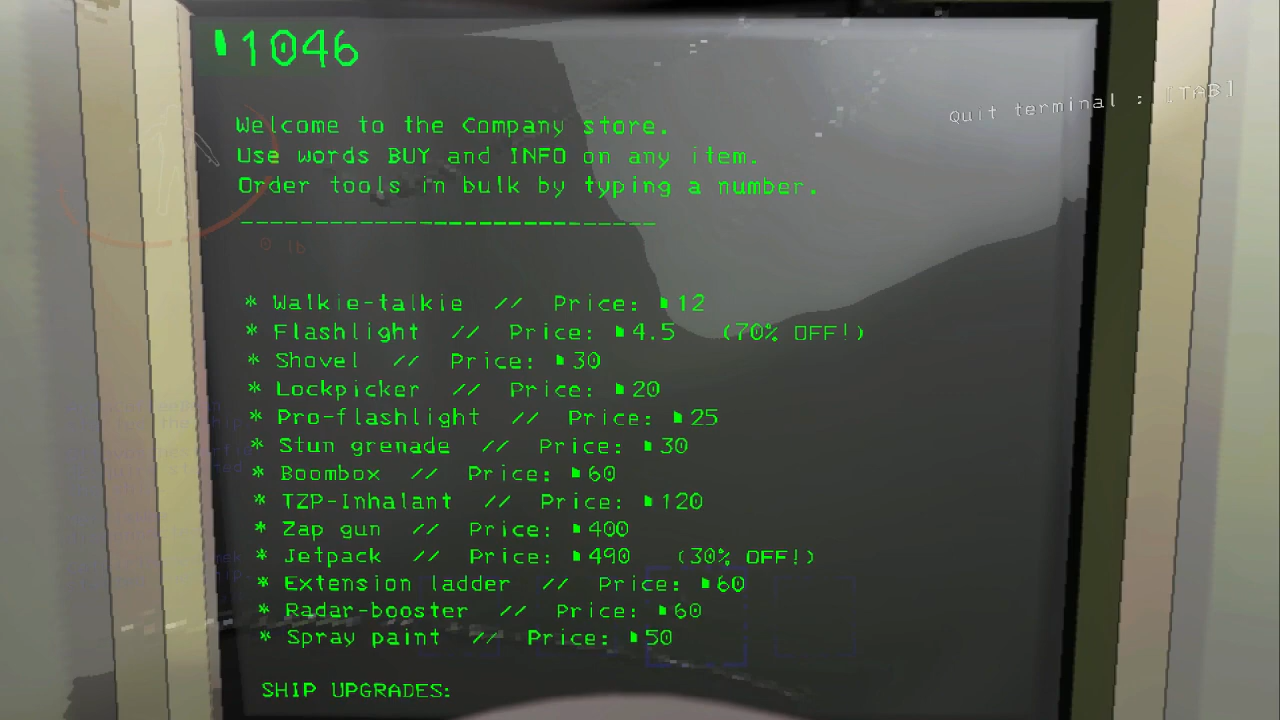 ▮1046
Quit terminal : [TAB]
Welcome to the Company store.
Use words BUY and INFO on any item.
Order tools in bulk by typing a number.
-----------------------------
0 lb
* Walkie-talkie // Price: ▮12
* Flashlight // Price: ▮4.5 (70% OFF!)
* Shovel // Price: ▮30
* Lockpicker // Price: ▮20
* Pro-flashlight // Price: ▮25
* Stun grenade // Price: ▮30
* Boombox // Price: ▮60
* TZP-Inhalant // Price: ▮120
* Zap gun // Price: ▮400
* Jetpack // Price: ▮490 (30% OFF!)
* Extension ladder // Price: ▮60
* Radar-booster // Price: ▮60
* Spray paint // Price: ▮50
SHIP UPGRADES: